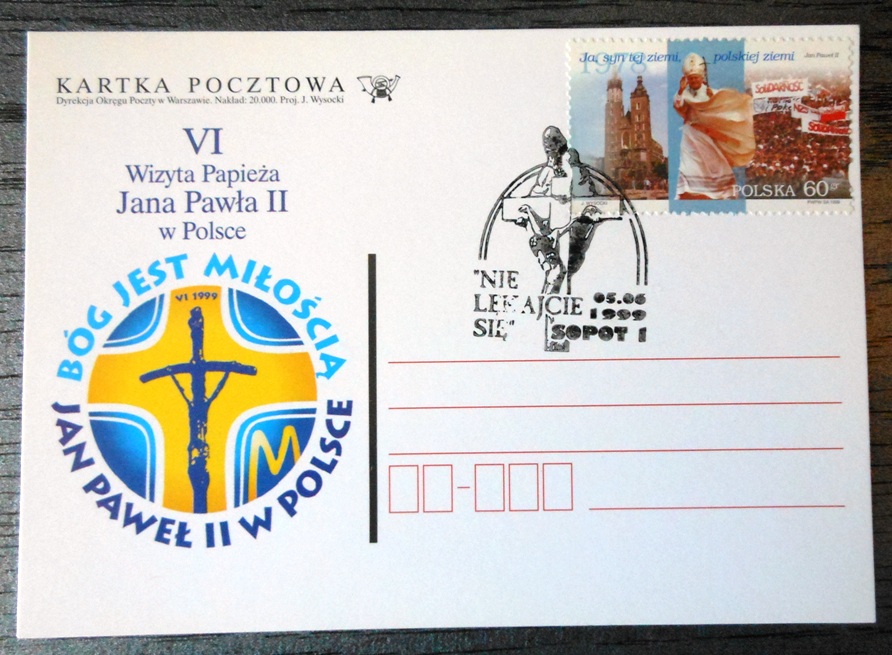 KARTKA POCZTOWA
Dyrekcja Okręgu Poczty w Warszawie. Nakład: 20.000. Proj. J. Wysocki
VI
Wizyta Papieża
Jana Pawła II
w Polsce
BÓG JEST MIŁOŚCIĄ
VI 1999
M
JAN PAWEŁ II W POLSCE
1978
Ja, syn tej ziemi, polskiej ziemi
Jan Paweł II
SOLIDARNOŚĆ
POLSKA 60 gr
"NIE
LĘKAJCIE
SIĘ"
05.06
1999
SOPOT 1